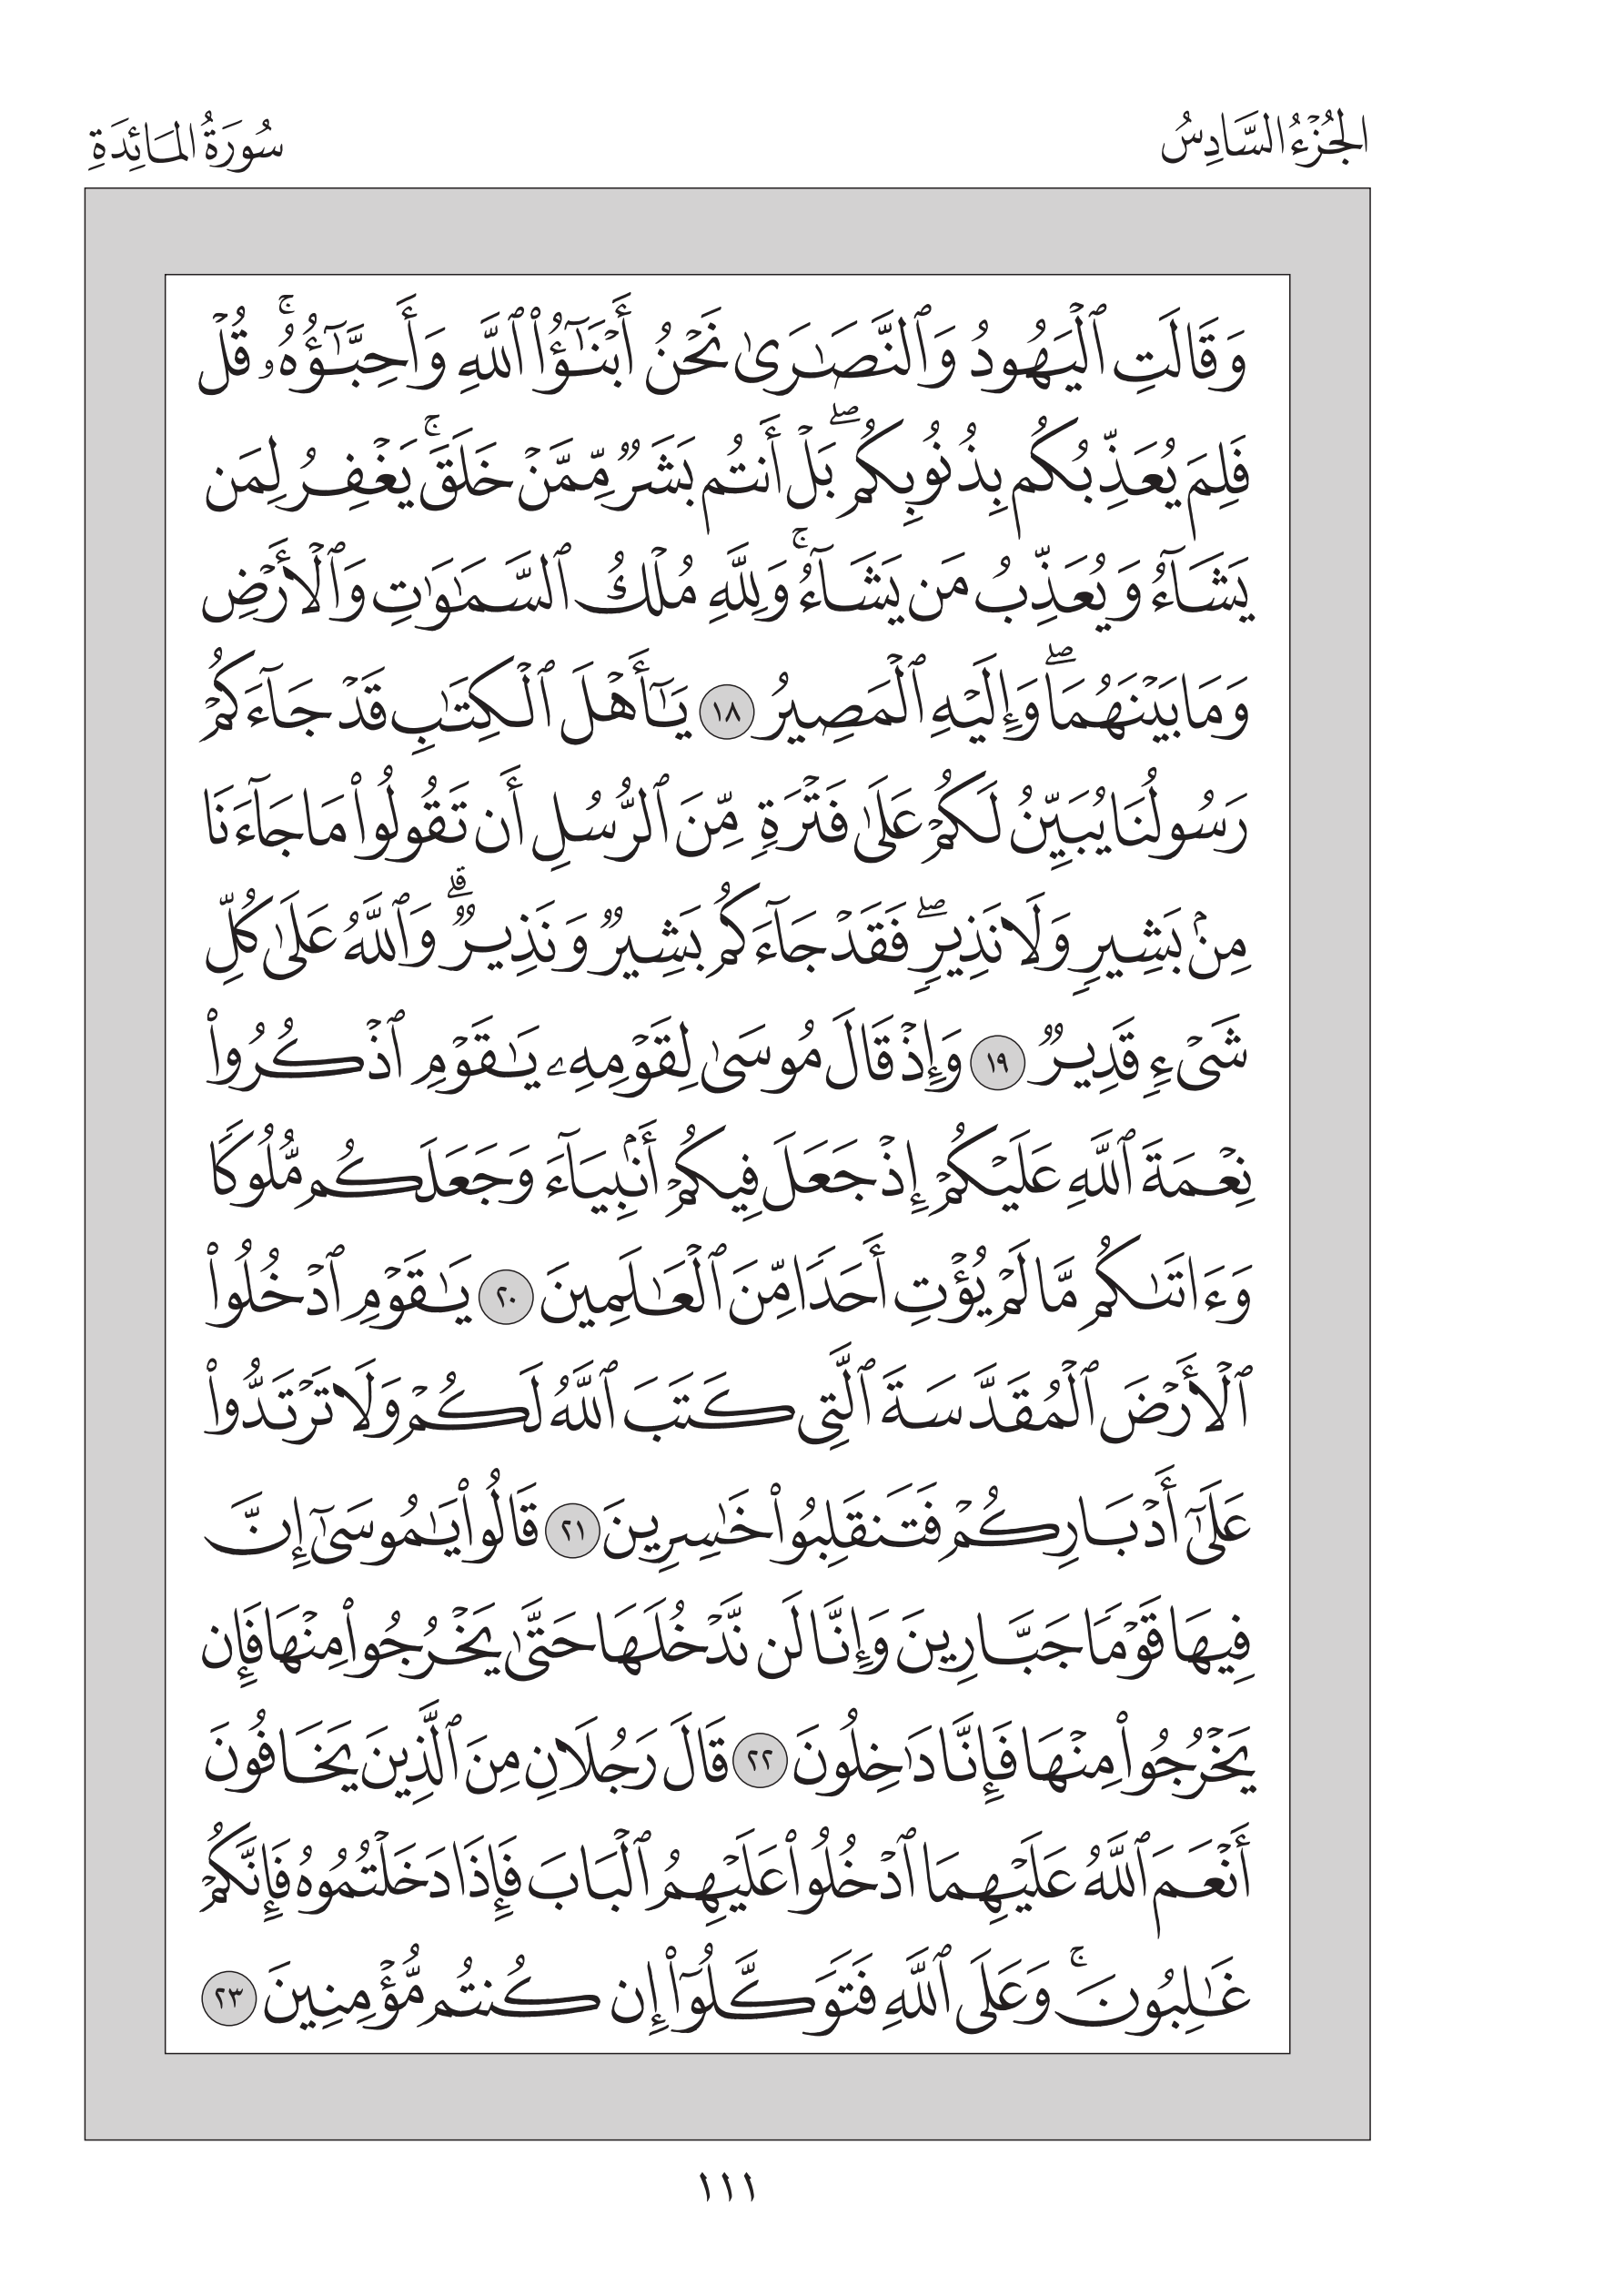 الجُزْءُ السَّادِسُ
سُورَةُ المَائِدَةِ
وَقَالَتِ ٱلْيَهُودُ وَٱلنَّصَـٰرَىٰ نَحْنُ أَبْنَـٰٓؤُا۟ ٱللَّهِ وَأَحِبَّـٰٓؤُهُۥ ۚ قُلْ
فَلِمَ يُعَذِّبُكُم بِذُنُوبِكُم ۖ بَلْ أَنتُم بَشَرٌ مِّمَّنْ خَلَقَ ۚ يَغْفِرُ لِمَن
يَشَآءُ وَيُعَذِّبُ مَن يَشَآءُ ۚ وَلِلَّهِ مُلْكُ ٱلسَّمَـٰوَٰتِ وَٱلْأَرْضِ
وَمَا بَيْنَهُمَا ۖ وَإِلَيْهِ ٱلْمَصِيرُ ١٨ يَـٰٓأَهْلَ ٱلْكِتَـٰبِ قَدْ جَآءَكُمْ
رَسُولُنَا يُبَيِّنُ لَكُمْ عَلَىٰ فَتْرَةٍ مِّنَ ٱلرُّسُلِ أَن تَقُولُوا۟ مَا جَآءَنَا
مِنۢ بَشِيرٍ وَلَا نَذِيرٍ ۖ فَقَدْ جَآءَكُم بَشِيرٌ وَنَذِيرٌ ۗ وَٱللَّهُ عَلَىٰ كُلِّ
شَىْءٍ قَدِيرٌ ١٩ وَإِذْ قَالَ مُوسَىٰ لِقَوْمِهِۦ يَـٰقَوْمِ ٱذْكُرُوا۟
نِعْمَةَ ٱللَّهِ عَلَيْكُمْ إِذْ جَعَلَ فِيكُمْ أَنۢبِيَآءَ وَجَعَلَكُم مُّلُوكًا
وَءَاتَىٰكُم مَّا لَمْ يُؤْتِ أَحَدًا مِّنَ ٱلْعَـٰلَمِينَ ٢٠ يَـٰقَوْمِ ٱدْخُلُوا۟
ٱلْأَرْضَ ٱلْمُقَدَّسَةَ ٱلَّتِى كَتَبَ ٱللَّهُ لَكُمْ وَلَا تَرْتَدُّوا۟
عَلَىٰٓ أَدْبَارِكُمْ فَتَنقَلِبُوا۟ خَـٰسِرِينَ ٢١ قَالُوا۟ يَـٰمُوسَىٰٓ إِنَّ
فِيهَا قَوْمًا جَبَّارِينَ وَإِنَّا لَن نَّدْخُلَهَا حَتَّىٰ يَخْرُجُوا۟ مِنْهَا فَإِن
يَخْرُجُوا۟ مِنْهَا فَإِنَّا دَٰخِلُونَ ٢٢ قَالَ رَجُلَانِ مِنَ ٱلَّذِينَ يَخَافُونَ
أَنْعَمَ ٱللَّهُ عَلَيْهِمَا ٱدْخُلُوا۟ عَلَيْهِمُ ٱلْبَابَ فَإِذَا دَخَلْتُمُوهُ فَإِنَّكُمْ
غَـٰلِبُونَ ۚ وَعَلَى ٱللَّهِ فَتَوَكَّلُوٓا۟ إِن كُنتُم مُّؤْمِنِينَ ٢٣
١١١